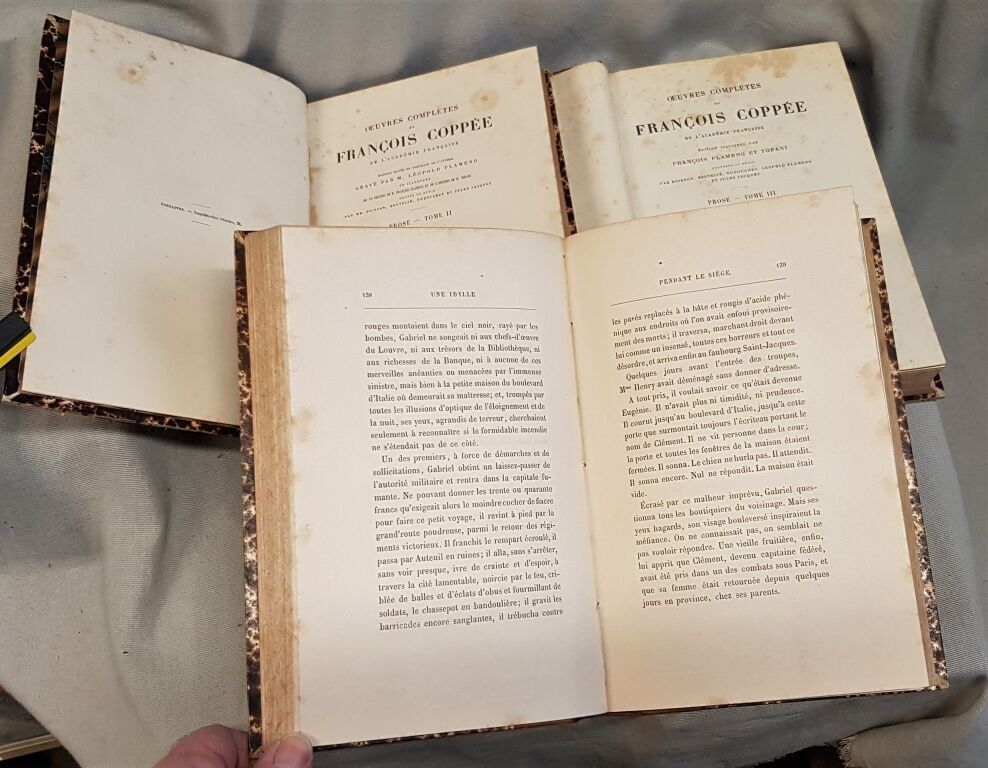 ŒUVRES COMPLÈTES
FRANÇOIS COPPÉE
DE L'ACADÉMIE FRANÇAISE
GRAVÉ PAR M. LÉOPOLD FLAMENG
ET ILLUSTRÉE
PROSE — TOME II
ŒUVRES COMPLÈTES
FRANÇOIS COPPÉE
DE L'ACADÉMIE FRANÇAISE
ÉDITION ILLUSTRÉE PAR
FRANÇOIS FLAMENG ET TOFANI
PROSE — TOME III
138 UNE IDYLLE
rouges montaient dans le ciel noir, rayé par les
bombes, Gabriel ne songeait ni aux chefs-d'œuvre
du Louvre, ni aux trésors de la Bibliothèque, ni
aux richesses de la Banque, ni à aucune de ces
merveilles anéanties ou menacées par l'immense
sinistre, mais bien à la petite maison du boulevard
d'Italie où demeurait sa maîtresse; et, trompés par
toutes les illusions d'optique de l'éloignement et de
la nuit, ses yeux, agrandis de terreur, cherchaient
seulement à reconnaître si le formidable incendie
ne s'étendait pas de ce côté.
Un des premiers, à force de démarches et de
sollicitations, Gabriel obtint un laissez-passer de
l'autorité militaire et rentra dans la capitale fu-
mante. Ne pouvant donner les trente ou quarante
francs qu'exigeait alors le moindre cocher de fiacre
pour faire ce petit voyage, il revint à pied par la
grand'route poudreuse, parmi le retour des régi-
ments victorieux. Il franchit le rempart écroulé, il
passa par Auteuil en ruines; il alla, sans s'arrêter,
sans voir presque, ivre de crainte et d'espoir, à
travers la cité lamentable, noircie par le feu, cri-
blée de balles et d'éclats d'obus et fourmillant de
soldats, le chassepot en bandoulière; il gravit les
barricades encore sanglantes, il trébucha contre
PENDANT LE SIÈGE. 139
les pavés replacés à la hâte et rougis d'acide phé-
nique aux endroits où l'on avait enfoui provisoire-
ment des morts; il traversa, marchant droit devant
lui comme un insensé, toutes ces horreurs et tout ce
désordre, et arriva enfin au faubourg Saint-Jacques.
Quelques jours avant l'entrée des troupes,
Mme Henry avait déménagé sans donner d'adresse.
A tout prix, il voulait savoir ce qu'était devenue
Eugénie. Il n'avait plus ni timidité, ni prudence.
Il courut jusqu'au boulevard d'Italie, jusqu'à cette
porte que surmontait toujours l'écriteau portant le
nom de Clément. Il ne vit personne dans la cour;
la porte et toutes les fenêtres de la maison étaient
fermées. Il sonna. Le chien ne hurla pas. Il attendit.
Il sonna encore. Nul ne répondit. La maison était
vide.
Écrasé par ce malheur imprévu, Gabriel ques-
tionna tous les boutiquiers du voisinage. Mais ses
yeux hagards, son visage bouleversé inspiraient la
méfiance. On ne connaissait pas, on semblait ne
pas vouloir répondre. Une vieille fruitière, enfin,
lui apprit que Clément, devenu capitaine fédéré,
avait été pris dans un des combats sous Paris, et
que sa femme était retournée depuis quelques
jours en province, chez ses parents.